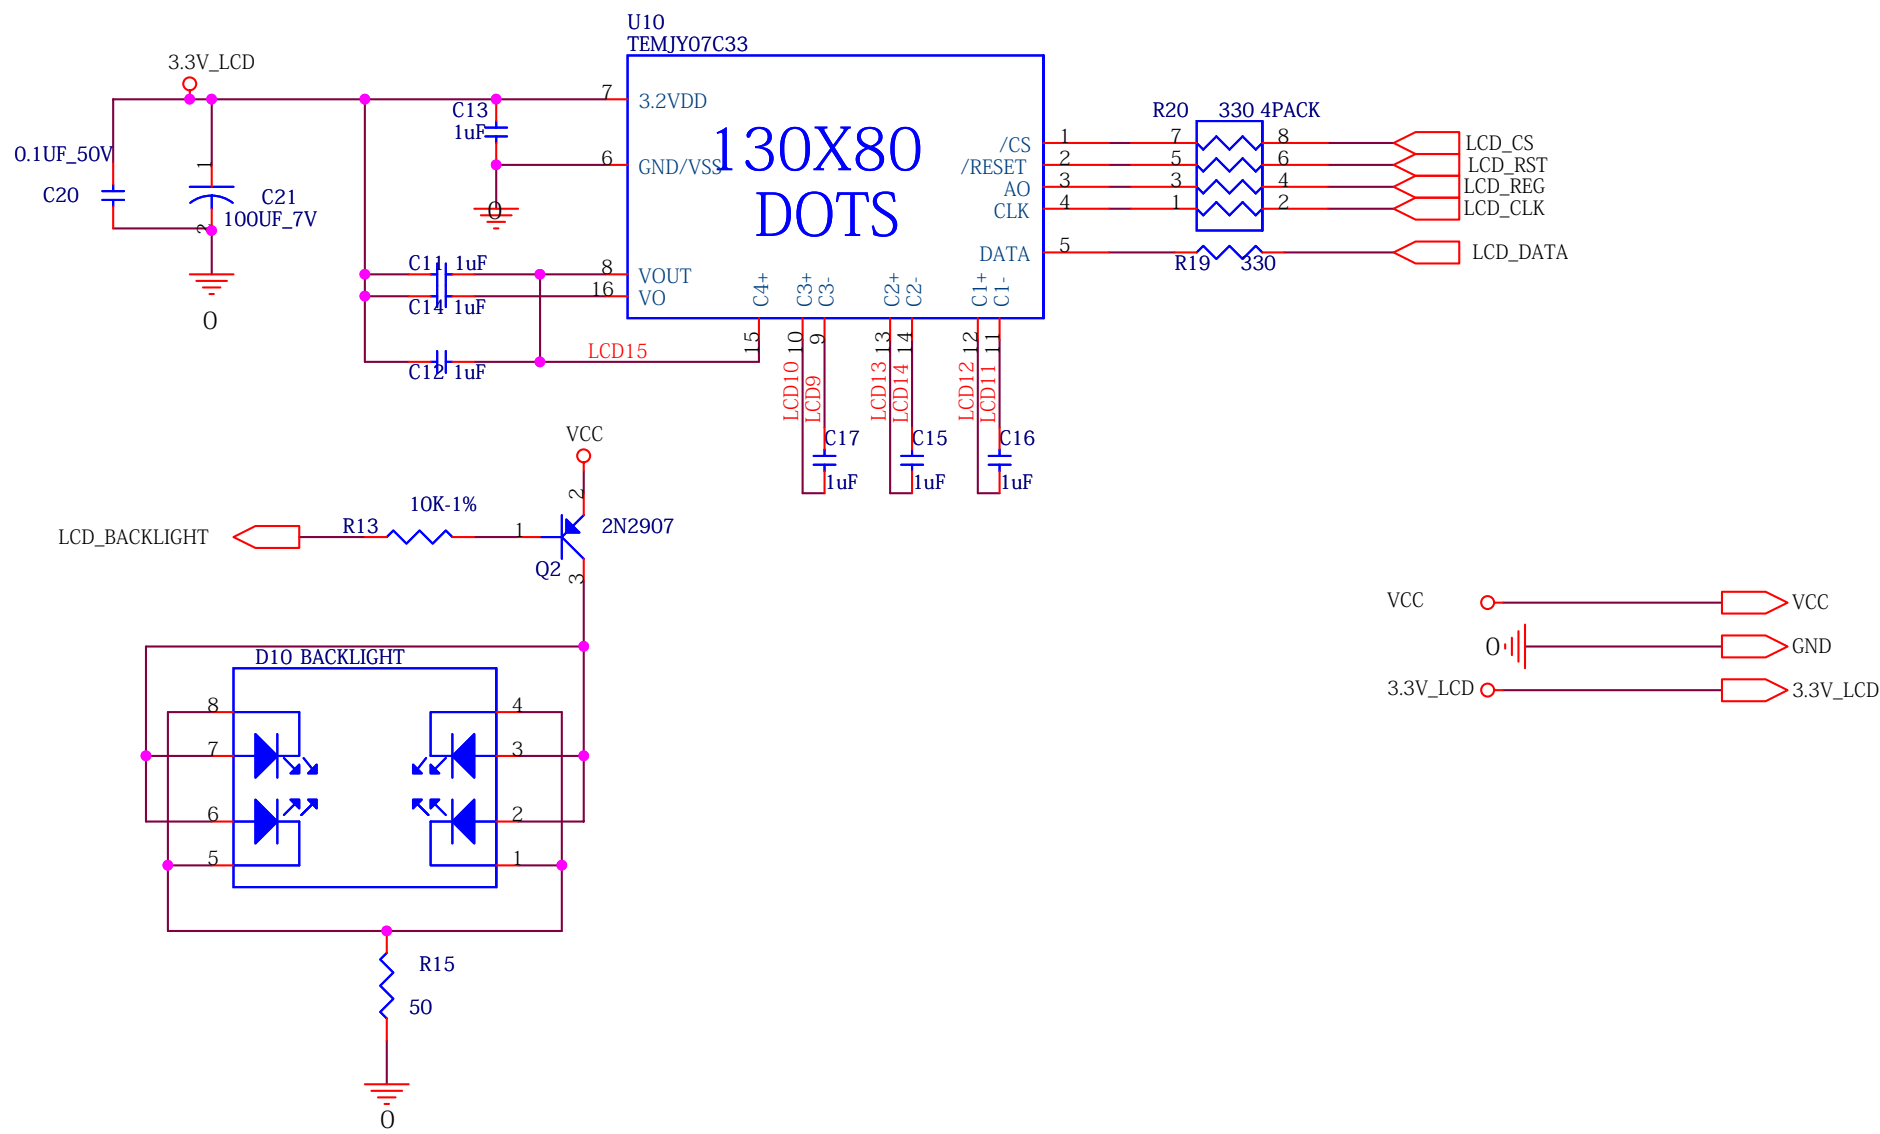 U10
TEMJY07C33
3.3V_LCD
7
3.2VDD
C13
1uF
130X80
DOTS
6
GND/VSS
0
0.1UF_50V
C20
1
2
C21
100UF_7V
0
C11 1uF
8
VOUT
16
VO
C14 1uF
C12 1uF
LCD15
C4+
C3+
C3-
C2+
C2-
C1+
C1-
15
10
9
13
14
12
11
LCD10
LCD9
LCD13
LCD14
LCD12
LCD11
C17
1uF
C15
1uF
C16
1uF
R20 330 4PACK
/CS 1 7 8 LCD_CS
/RESET 2 5 6 LCD_RST
AO 3 3 4 LCD_REG
CLK 4 1 2 LCD_CLK
DATA 5 LCD_DATA
R19 330
VCC
2
10K-1%
LCD_BACKLIGHT
R13
1
2N2907
Q2
3
VCC VCC
0 GND
3.3V_LCD 3.3V_LCD
D10 BACKLIGHT
8 4
7 3
6 2
5 1
R15
50
0